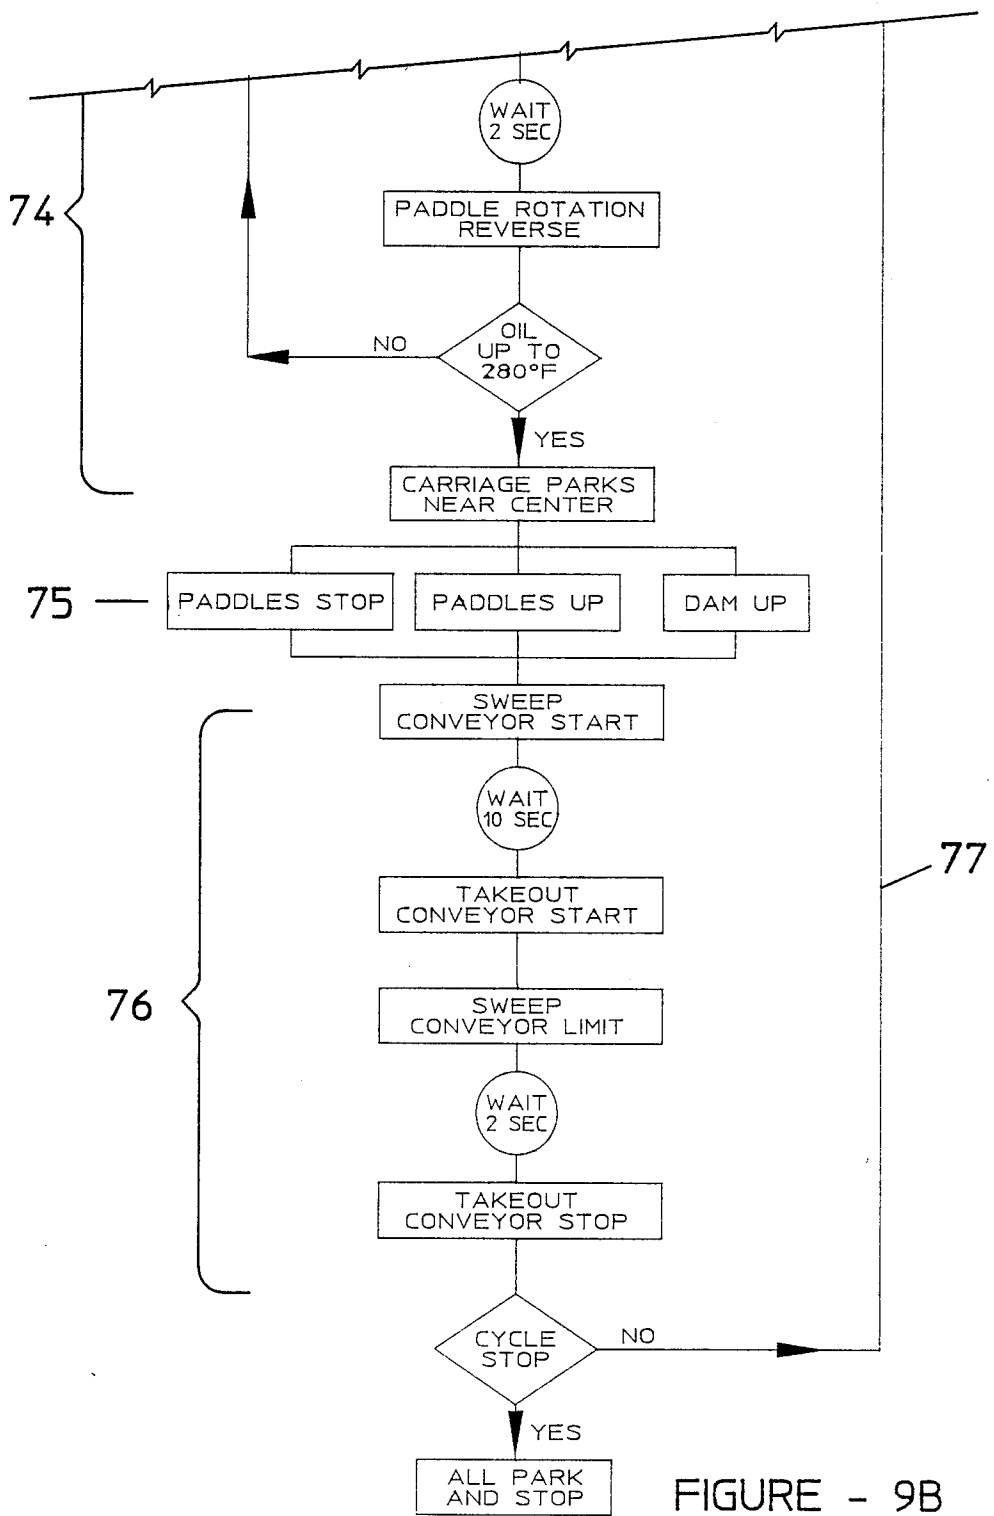 WAIT
2 SEC
74
PADDLE ROTATION
REVERSE
OIL
UP TO
280°F
NO
YES
CARRIAGE PARKS
NEAR CENTER
75
PADDLES STOP
PADDLES UP
DAM UP
SWEEP
CONVEYOR START
WAIT
10 SEC
77
TAKEOUT
CONVEYOR START
76
SWEEP
CONVEYOR LIMIT
WAIT
2 SEC
TAKEOUT
CONVEYOR STOP
CYCLE
STOP
NO
YES
ALL PARK
AND STOP
FIGURE - 9B